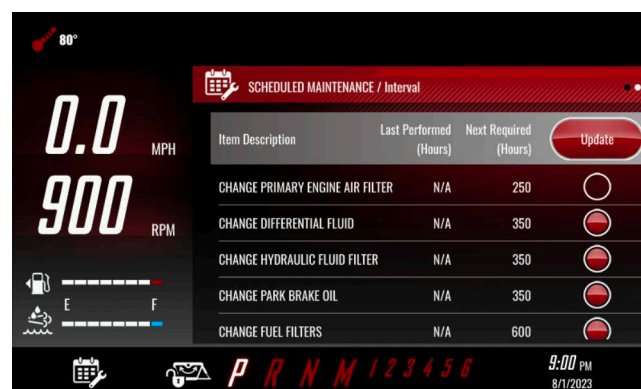 80°
SCHEDULED MAINTENANCE / Interval
0.0 MPH
900 RPM
Item Description Last Performed (Hours) Next Required (Hours) Update
CHANGE PRIMARY ENGINE AIR FILTER N/A 250
CHANGE DIFFERENTIAL FLUID N/A 350
CHANGE HYDRAULIC FLUID FILTER N/A 350
CHANGE PARK BRAKE OIL N/A 350
CHANGE FUEL FILTERS N/A 600
E F
P R N M 1 2 3 4 5 6
9:00 PM
8/1/2023